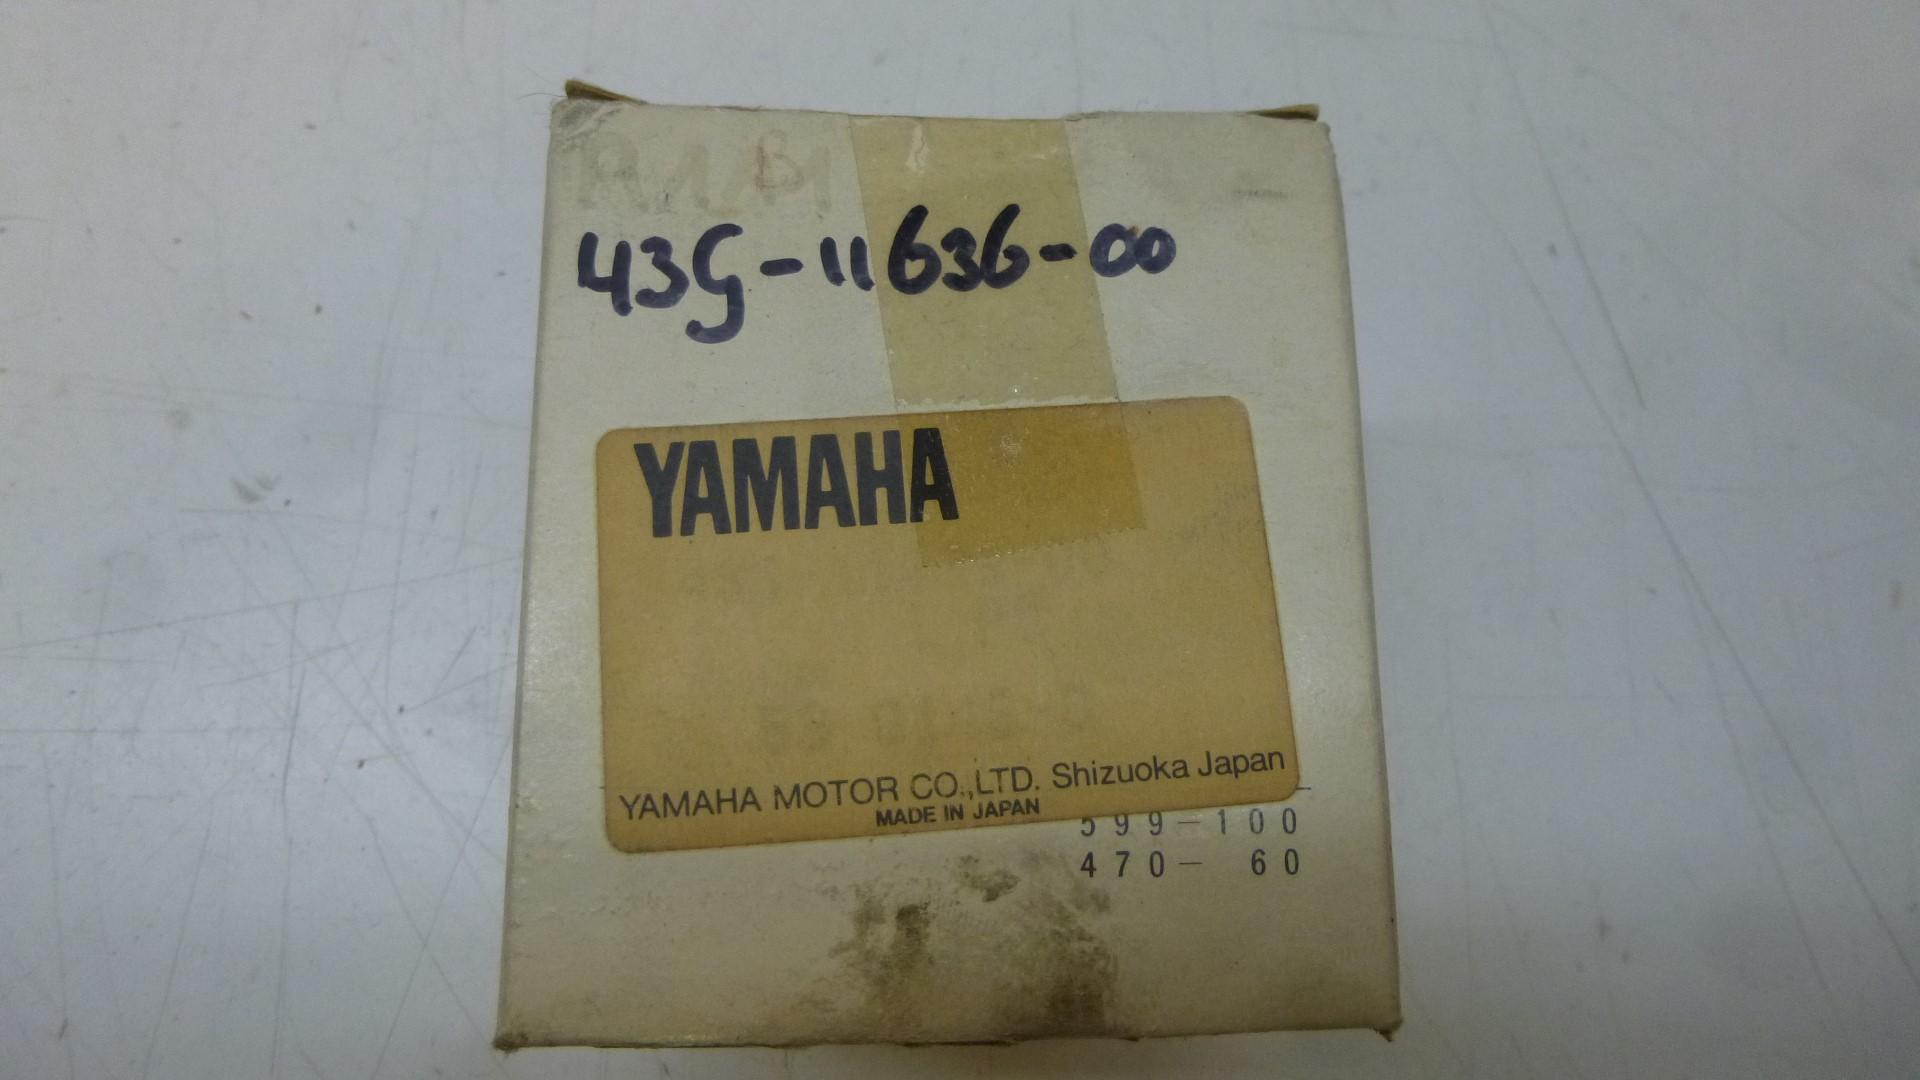 43G-11636-00
YAMAHA
YAMAHA MOTOR CO.,LTD. Shizuoka Japan
MADE IN JAPAN
599-100
470- 60